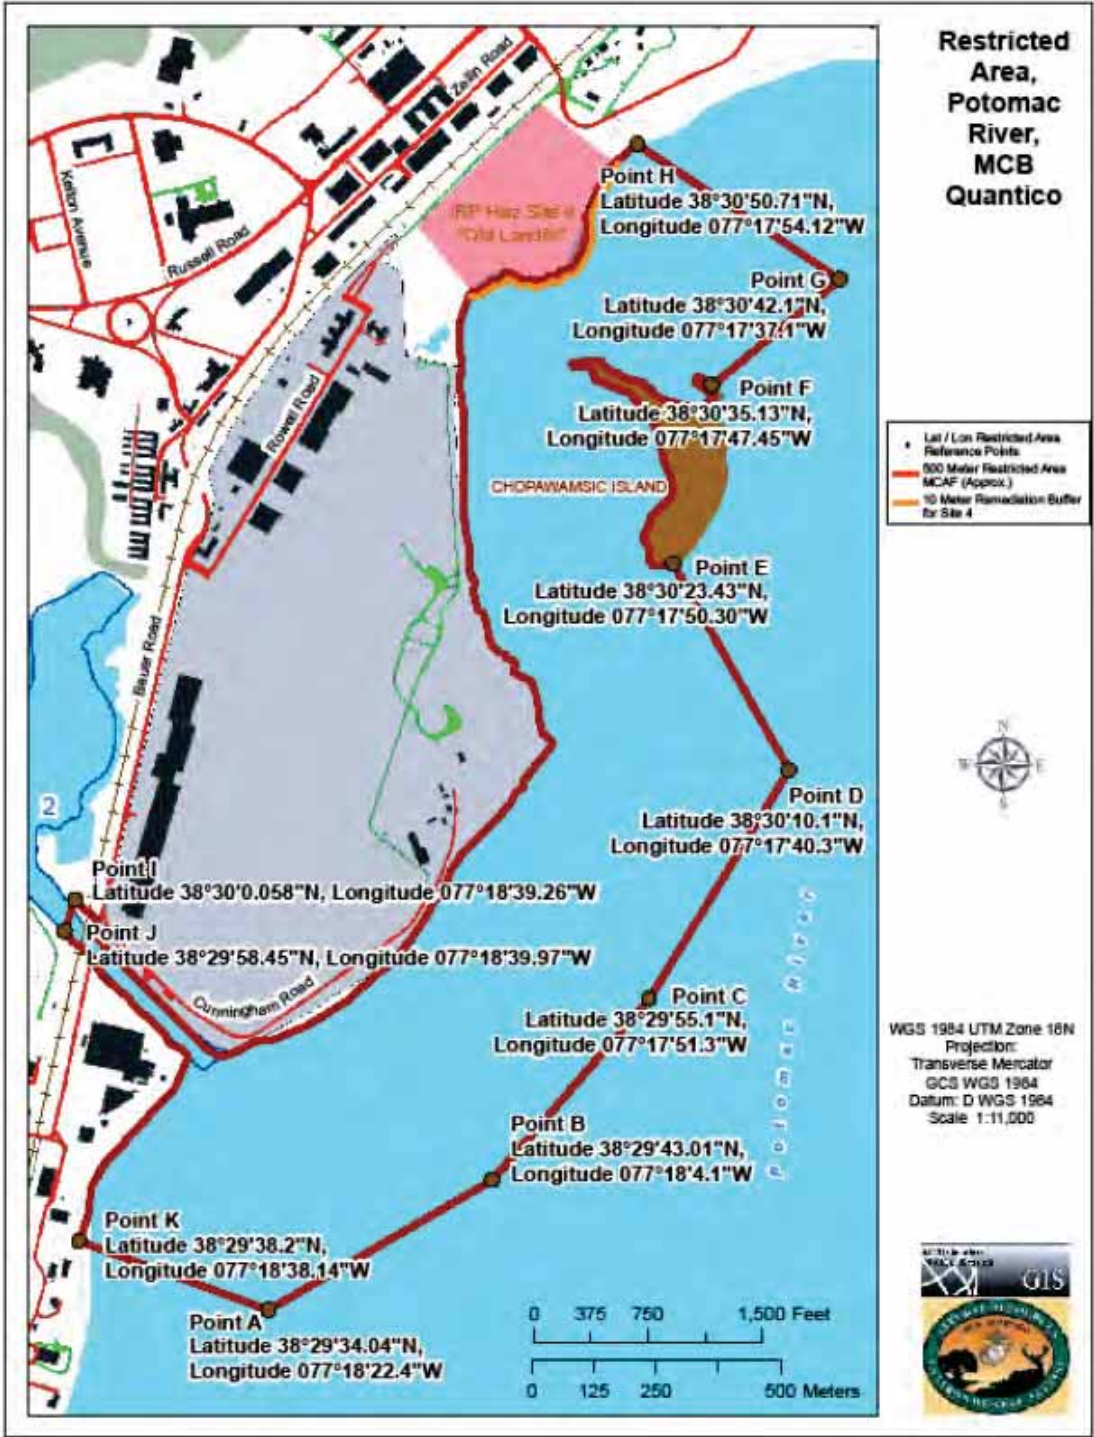 Restricted
Area,
Potomac
River,
MCB
Quantico
Zeilin Road
Kelton Avenue
Russell Road
IRP Haz Site 4
"Old Landfill"
Point H
Latitude 38°30'50.71"N,
Longitude 077°17'54.12"W
Point G
Latitude 38°30'42.1"N,
Longitude 077°17'37.1"W
Rowell Road
Point F
Latitude 38°30'35.13"N,
Longitude 077°17'47.45"W
Lat / Lon Restricted Area
Reference Points
500 Meter Restricted Area
MCAF (Approx.)
10 Meter Remediation Buffer
for Site 4
CHOPAWAMSIC ISLAND
Point E
Latitude 38°30'23.43"N,
Longitude 077°17'50.30"W
Bauer Road
N
W E
S
2
Point D
Latitude 38°30'10.1"N,
Longitude 077°17'40.3"W
Point I
Latitude 38°30'0.058"N, Longitude 077°18'39.26"W
Point J
Latitude 38°29'58.45"N, Longitude 077°18'39.97"W
Potomac River
Cunningham Road
Point C
Latitude 38°29'55.1"N,
Longitude 077°17'51.3"W
WGS 1984 UTM Zone 18N
Projection:
Transverse Mercator
GCS WGS 1984
Datum: D WGS 1984
Scale 1:11,000
Point B
Latitude 38°29'43.01"N,
Longitude 077°18'4.1"W
Point K
Latitude 38°29'38.2"N,
Longitude 077°18'38.14"W
Point A
Latitude 38°29'34.04"N,
Longitude 077°18'22.4"W
0 375 750 1,500 Feet
0 125 250 500 Meters
GIS